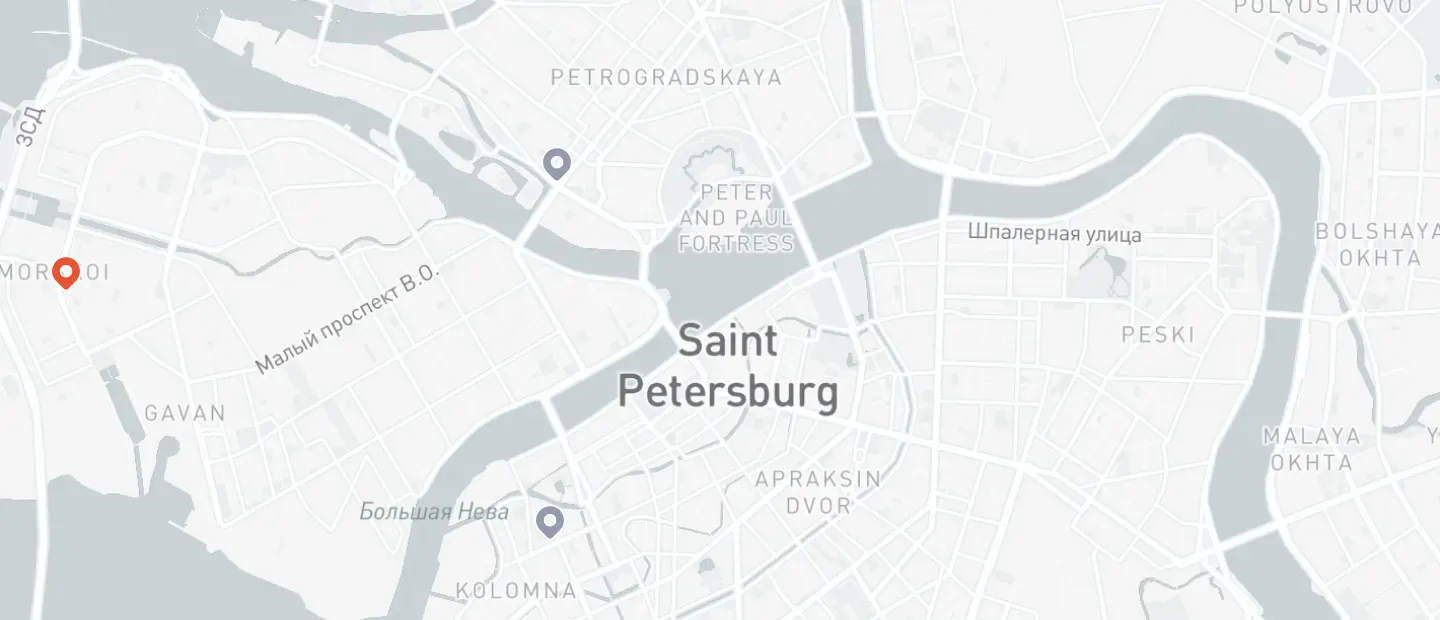 POLYUSTROVO
PETROGRADSKAYA
ЗСД
PETER
AND PAUL
FORTRESS
Шпалерная улица
BOLSHAYA
OKHTA
Малый проспект В.О.
PESKI
Saint
Petersburg
GAVAN
MALAYA
OKHTA
APRAKSIN
DVOR
Большая Нева
KOLOMNA